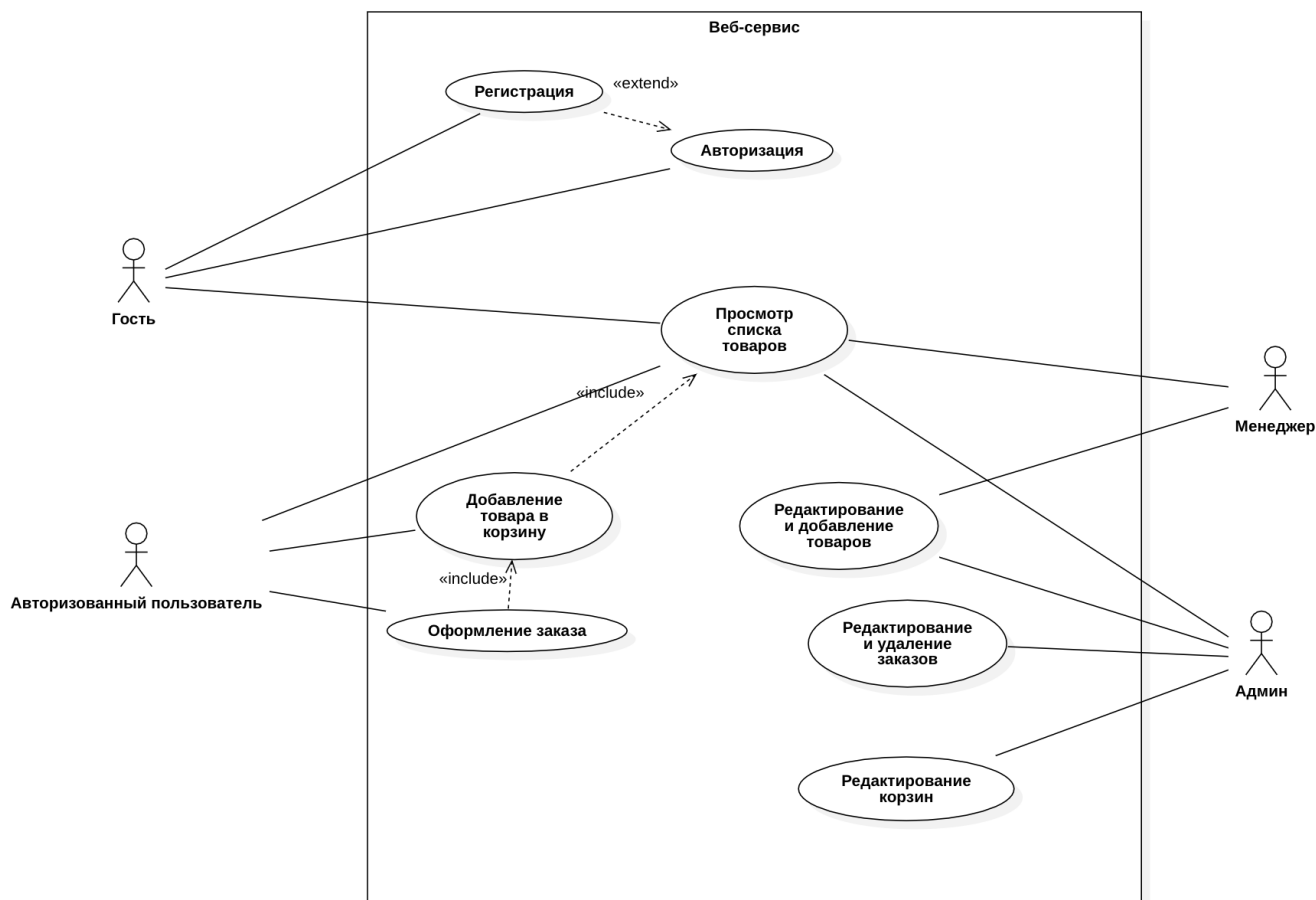 Веб-сервис
Регистрация
«extend»
Авторизация
Гость
Просмотр
списка
товаров
«include»
Менеджер
Добавление
товара в
корзину
Редактирование
и добавление
товаров
«include»
Авторизованный пользователь
Оформление заказа
Редактирование
и удаление
заказов
Админ
Редактирование
корзин